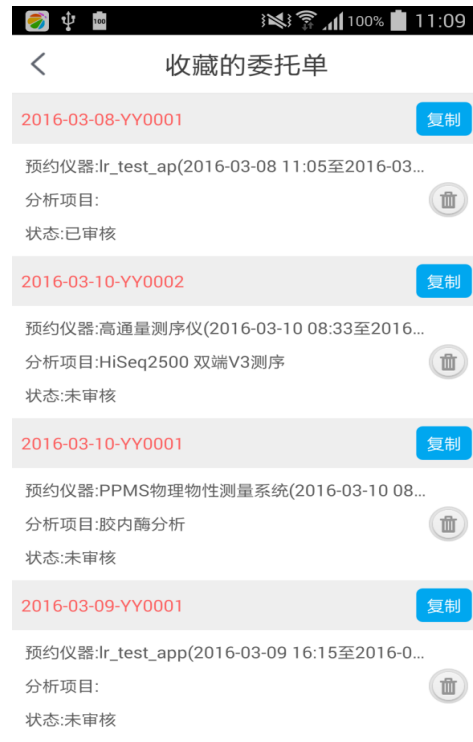 100 100% 11:09
收藏的委托单
2016-03-08-YY0001 复制
预约仪器:lr_test_ap(2016-03-08 11:05至2016-03...
分析项目:
状态:已审核
2016-03-10-YY0002 复制
预约仪器:高通量测序仪(2016-03-10 08:33至2016...
分析项目:HiSeq2500 双端V3测序
状态:未审核
2016-03-10-YY0001 复制
预约仪器:PPMS物理物性测量系统(2016-03-10 08...
分析项目:胶内酶分析
状态:未审核
2016-03-09-YY0001 复制
预约仪器:lr_test_app(2016-03-09 16:15至2016-0...
分析项目:
状态:未审核